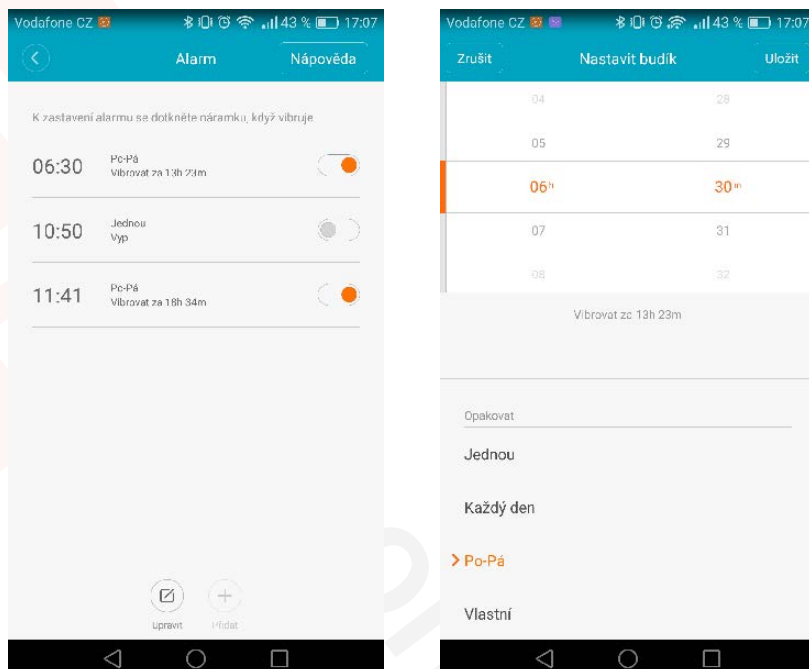 Vodafone CZ 43 % 17:07
Alarm Nápověda
K zastavení alarmu se dotkněte náramku, když vibruje
06:30 Po-Pá
Vibrovat za 13h 23m
10:50 Jednou
Vyp
11:41 Po-Pá
Vibrovat za 18h 34m
Upravit Přidat
Vodafone CZ 43 % 17:07
Zrušit Nastavit budík Uložit
04 28
05 29
06h 30m
07 31
08 32
Vibrovat za 13h 23m
Opakovat
Jednou
Každý den
Po-Pá
Vlastní